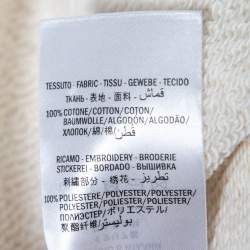 TESSUTO - FABRIC - TISSU - GEWEBE - TECIDO
ТКАНЬ - 表地 - 面料 - قماش
100% COTONE/COTTON/COTON/
BAUMWOLLE/ALGODON/ALGODÃO/
ХЛОПОК/綿/棉/قطن
RICAMO - EMBROIDERY - BRODERIE
STICKEREI - BORDADO - ВЫШИВКА
刺繍部分 - 绣花 - تطريز
100% POLIESTERE/POLYESTER/POLYESTER/
POLYESTER/POLIESTER/POLIESTER/
ПОЛИЭСТЕР/ポリエステル/
聚酯纤维/بوليستر